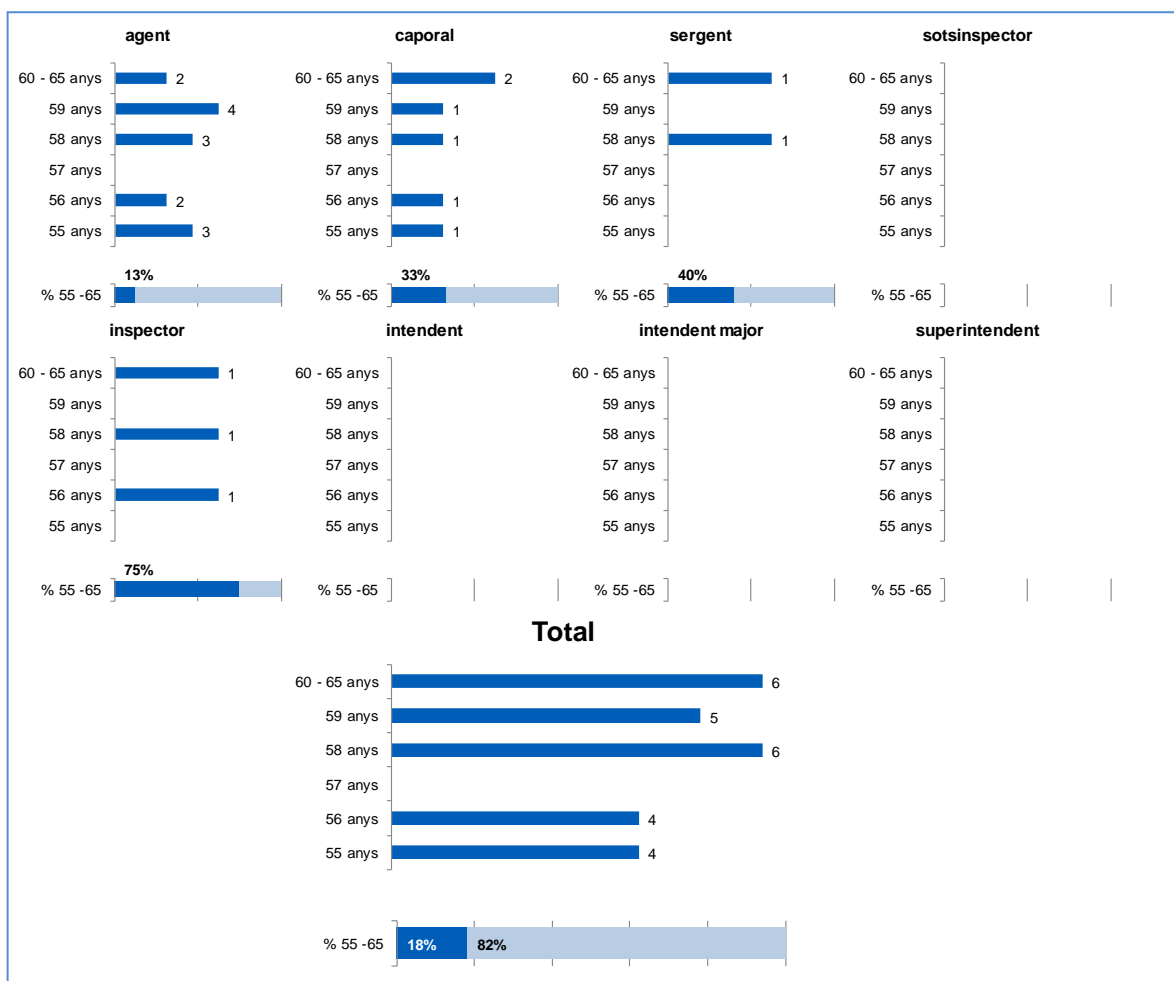 agent
60 - 65 anys 2
59 anys 4
58 anys 3
57 anys
56 anys 2
55 anys 3
13%
% 55 -65
caporal
60 - 65 anys 2
59 anys 1
58 anys 1
57 anys
56 anys 1
55 anys 1
33%
% 55 -65
sergent
60 - 65 anys 1
59 anys
58 anys 1
57 anys
56 anys
55 anys
40%
% 55 -65
sotsinspector
60 - 65 anys
59 anys
58 anys
57 anys
56 anys
55 anys
% 55 -65
inspector
60 - 65 anys 1
59 anys
58 anys 1
57 anys
56 anys 1
55 anys
75%
% 55 -65
intendent
60 - 65 anys
59 anys
58 anys
57 anys
56 anys
55 anys
% 55 -65
intendent major
60 - 65 anys
59 anys
58 anys
57 anys
56 anys
55 anys
% 55 -65
superintendent
60 - 65 anys
59 anys
58 anys
57 anys
56 anys
55 anys
% 55 -65
Total
60 - 65 anys 6
59 anys 5
58 anys 6
57 anys
56 anys 4
55 anys 4
% 55 -65 18% 82%